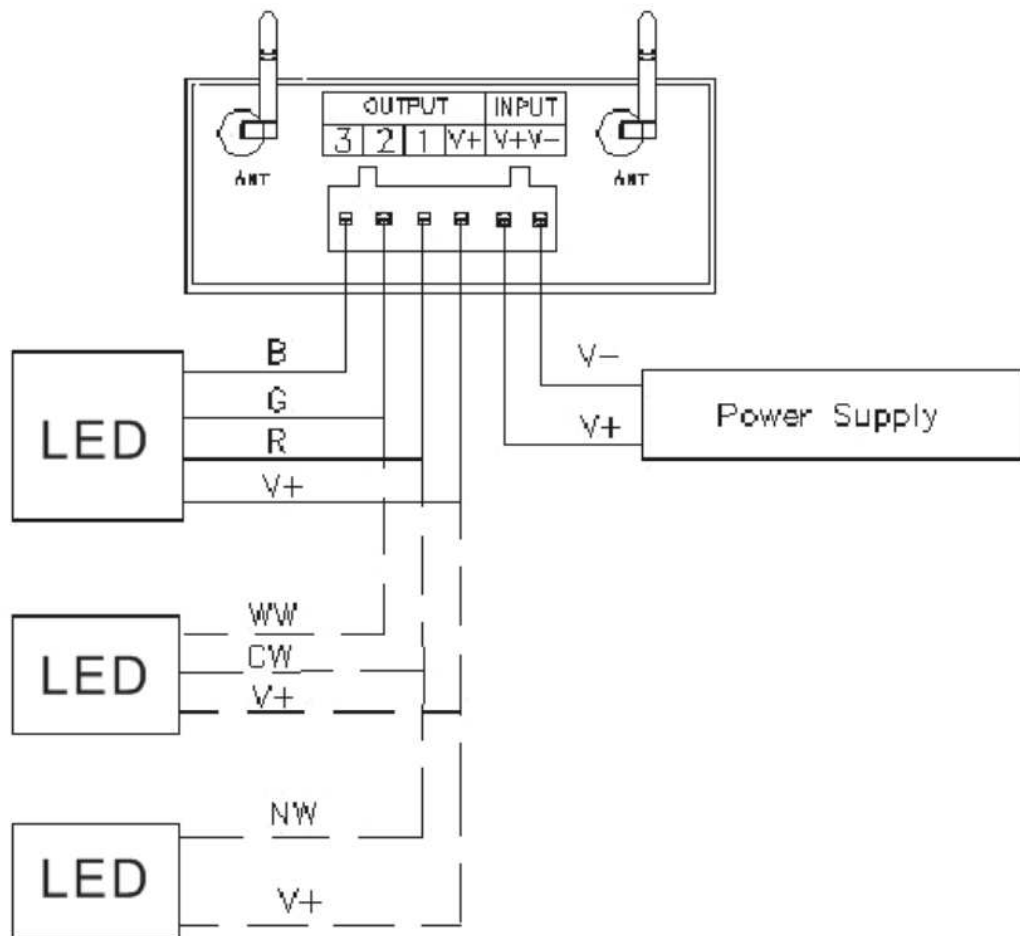 OUTPUT INPUT
3 2 1 V+ V+ V-
ANT ANT
B
G
R
V+
LED
V-
V+
Power Supply
WW
CW
V+
LED
NW
V+
LED